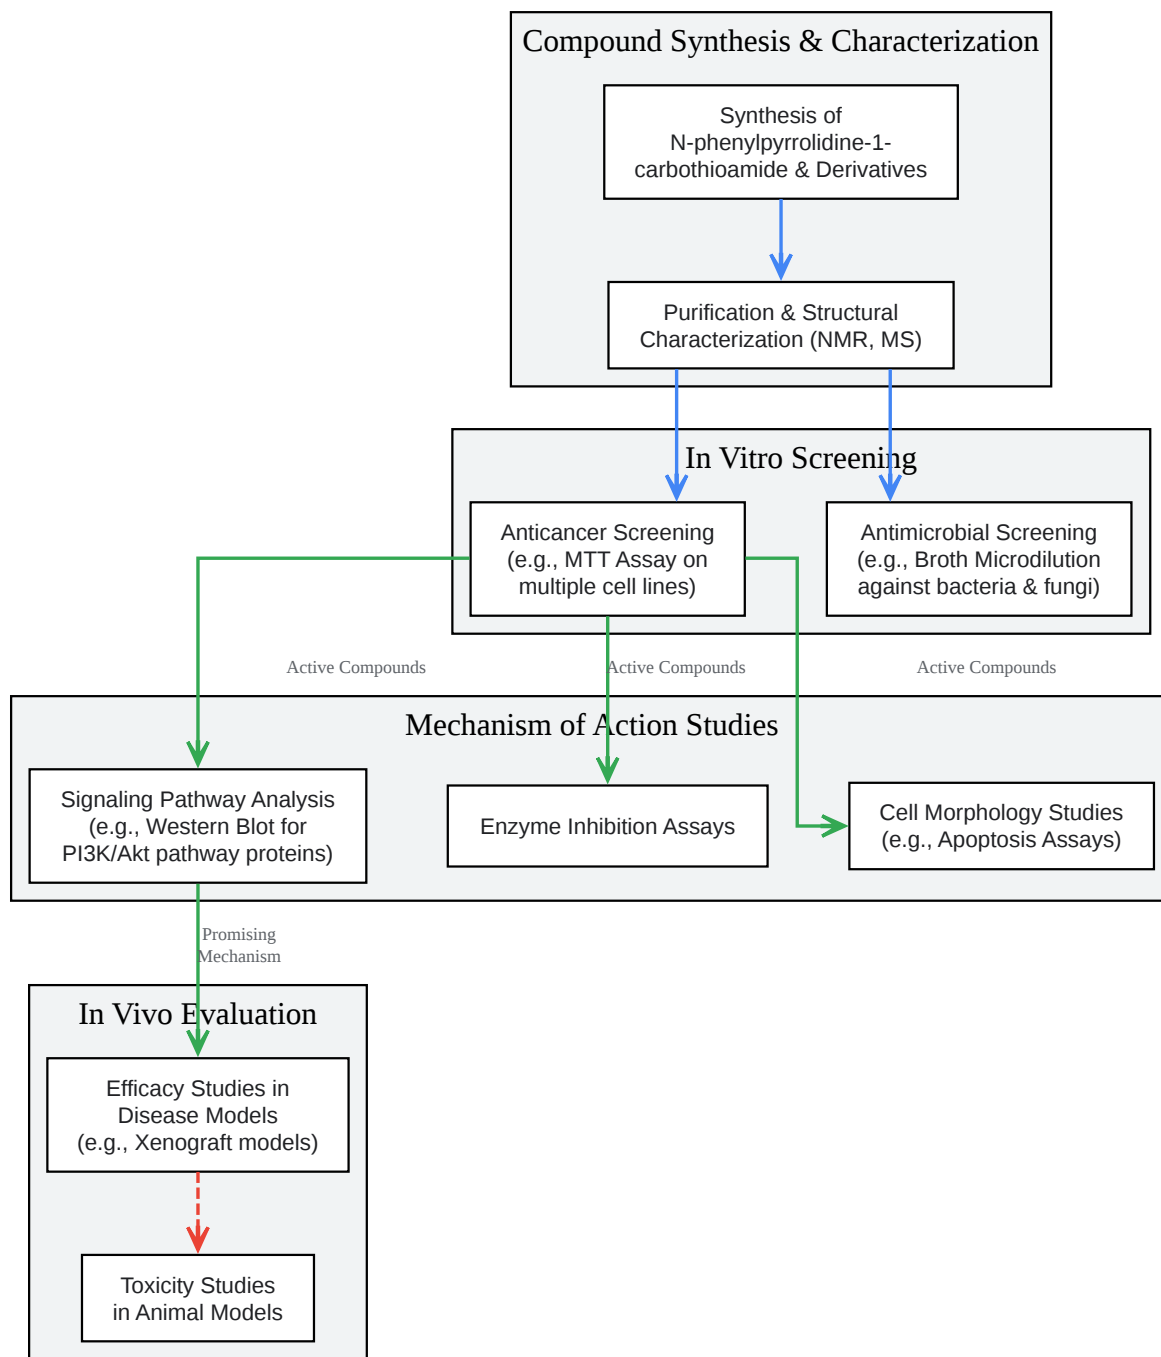 Compound Synthesis & Characterization
Synthesis of
N-phenylpyrrolidine-1-
carbothioamide & Derivatives
Purification & Structural
Characterization (NMR, MS)
In Vitro Screening
Anticancer Screening
(e.g., MTT Assay on
multiple cell lines)
Antimicrobial Screening
(e.g., Broth Microdilution
against bacteria & fungi)
Active Compounds
Active Compounds
Active Compounds
Mechanism of Action Studies
Signaling Pathway Analysis
(e.g., Western Blot for
PI3K/Akt pathway proteins)
Enzyme Inhibition Assays
Cell Morphology Studies
(e.g., Apoptosis Assays)
Promising
Mechanism
In Vivo Evaluation
Efficacy Studies in
Disease Models
(e.g., Xenograft models)
Toxicity Studies
in Animal Models